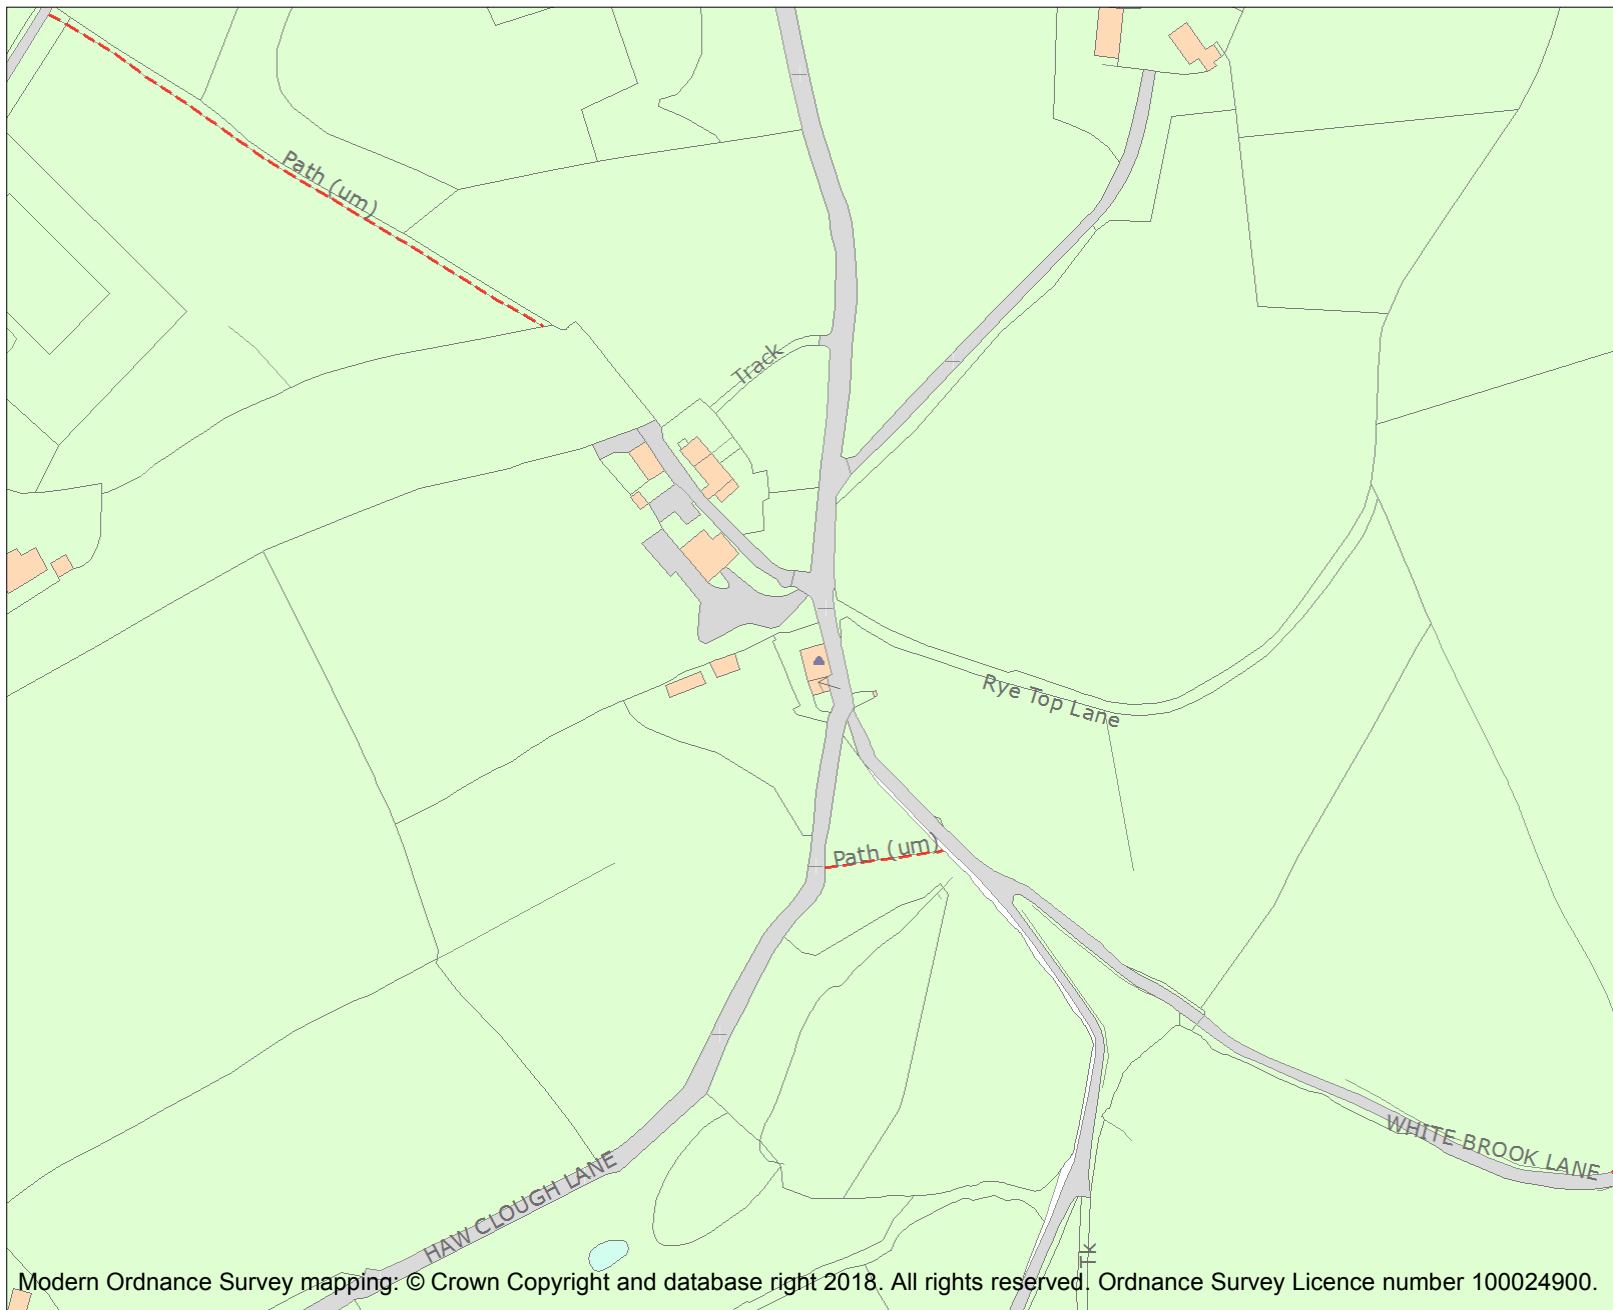 Path (um)
Track
Rye Top Lane
Path (um)
WHITE BROOK LANE
HAW CLOUGH LANE
Tk
Modern Ordnance Survey mapping: © Crown Copyright and database right 2018. All rights reserved. Ordnance Survey Licence number 100024900.